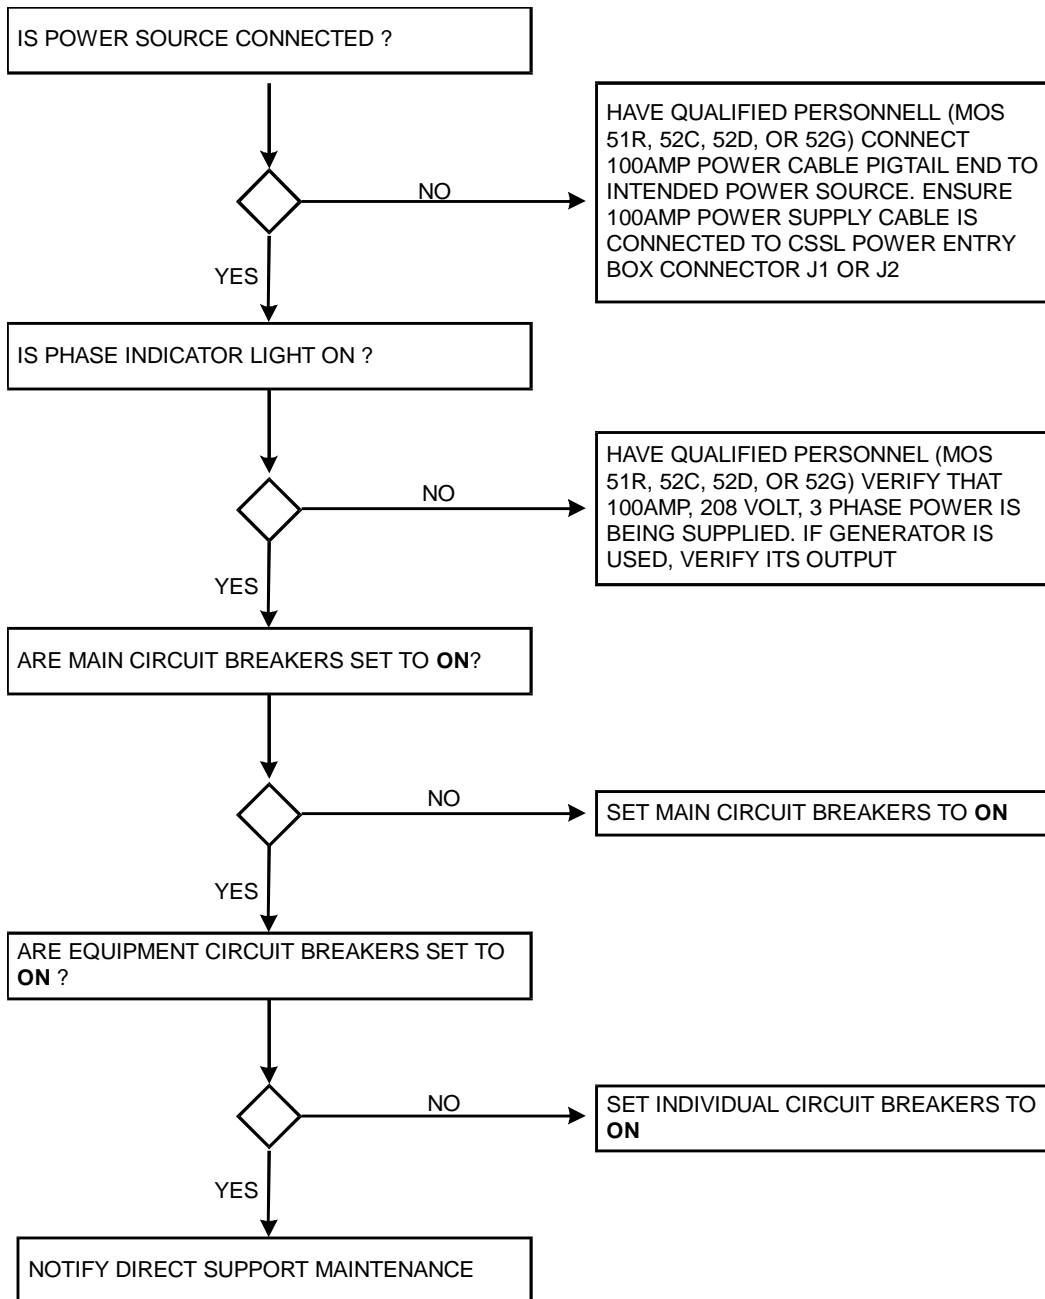 IS POWER SOURCE CONNECTED ?
NO
HAVE QUALIFIED PERSONNELL (MOS
51R, 52C, 52D, OR 52G) CONNECT
100AMP POWER CABLE PIGTAIL END TO
INTENDED POWER SOURCE. ENSURE
100AMP POWER SUPPLY CABLE IS
CONNECTED TO CSSL POWER ENTRY
BOX CONNECTOR J1 OR J2
YES
IS PHASE INDICATOR LIGHT ON ?
NO
HAVE QUALIFIED PERSONNEL (MOS
51R, 52C, 52D, OR 52G) VERIFY THAT
100AMP, 208 VOLT, 3 PHASE POWER IS
BEING SUPPLIED. IF GENERATOR IS
USED, VERIFY ITS OUTPUT
YES
ARE MAIN CIRCUIT BREAKERS SET TO ON?
NO
SET MAIN CIRCUIT BREAKERS TO ON
YES
ARE EQUIPMENT CIRCUIT BREAKERS SET TO
ON ?
NO
SET INDIVIDUAL CIRCUIT BREAKERS TO
ON
YES
NOTIFY DIRECT SUPPORT MAINTENANCE